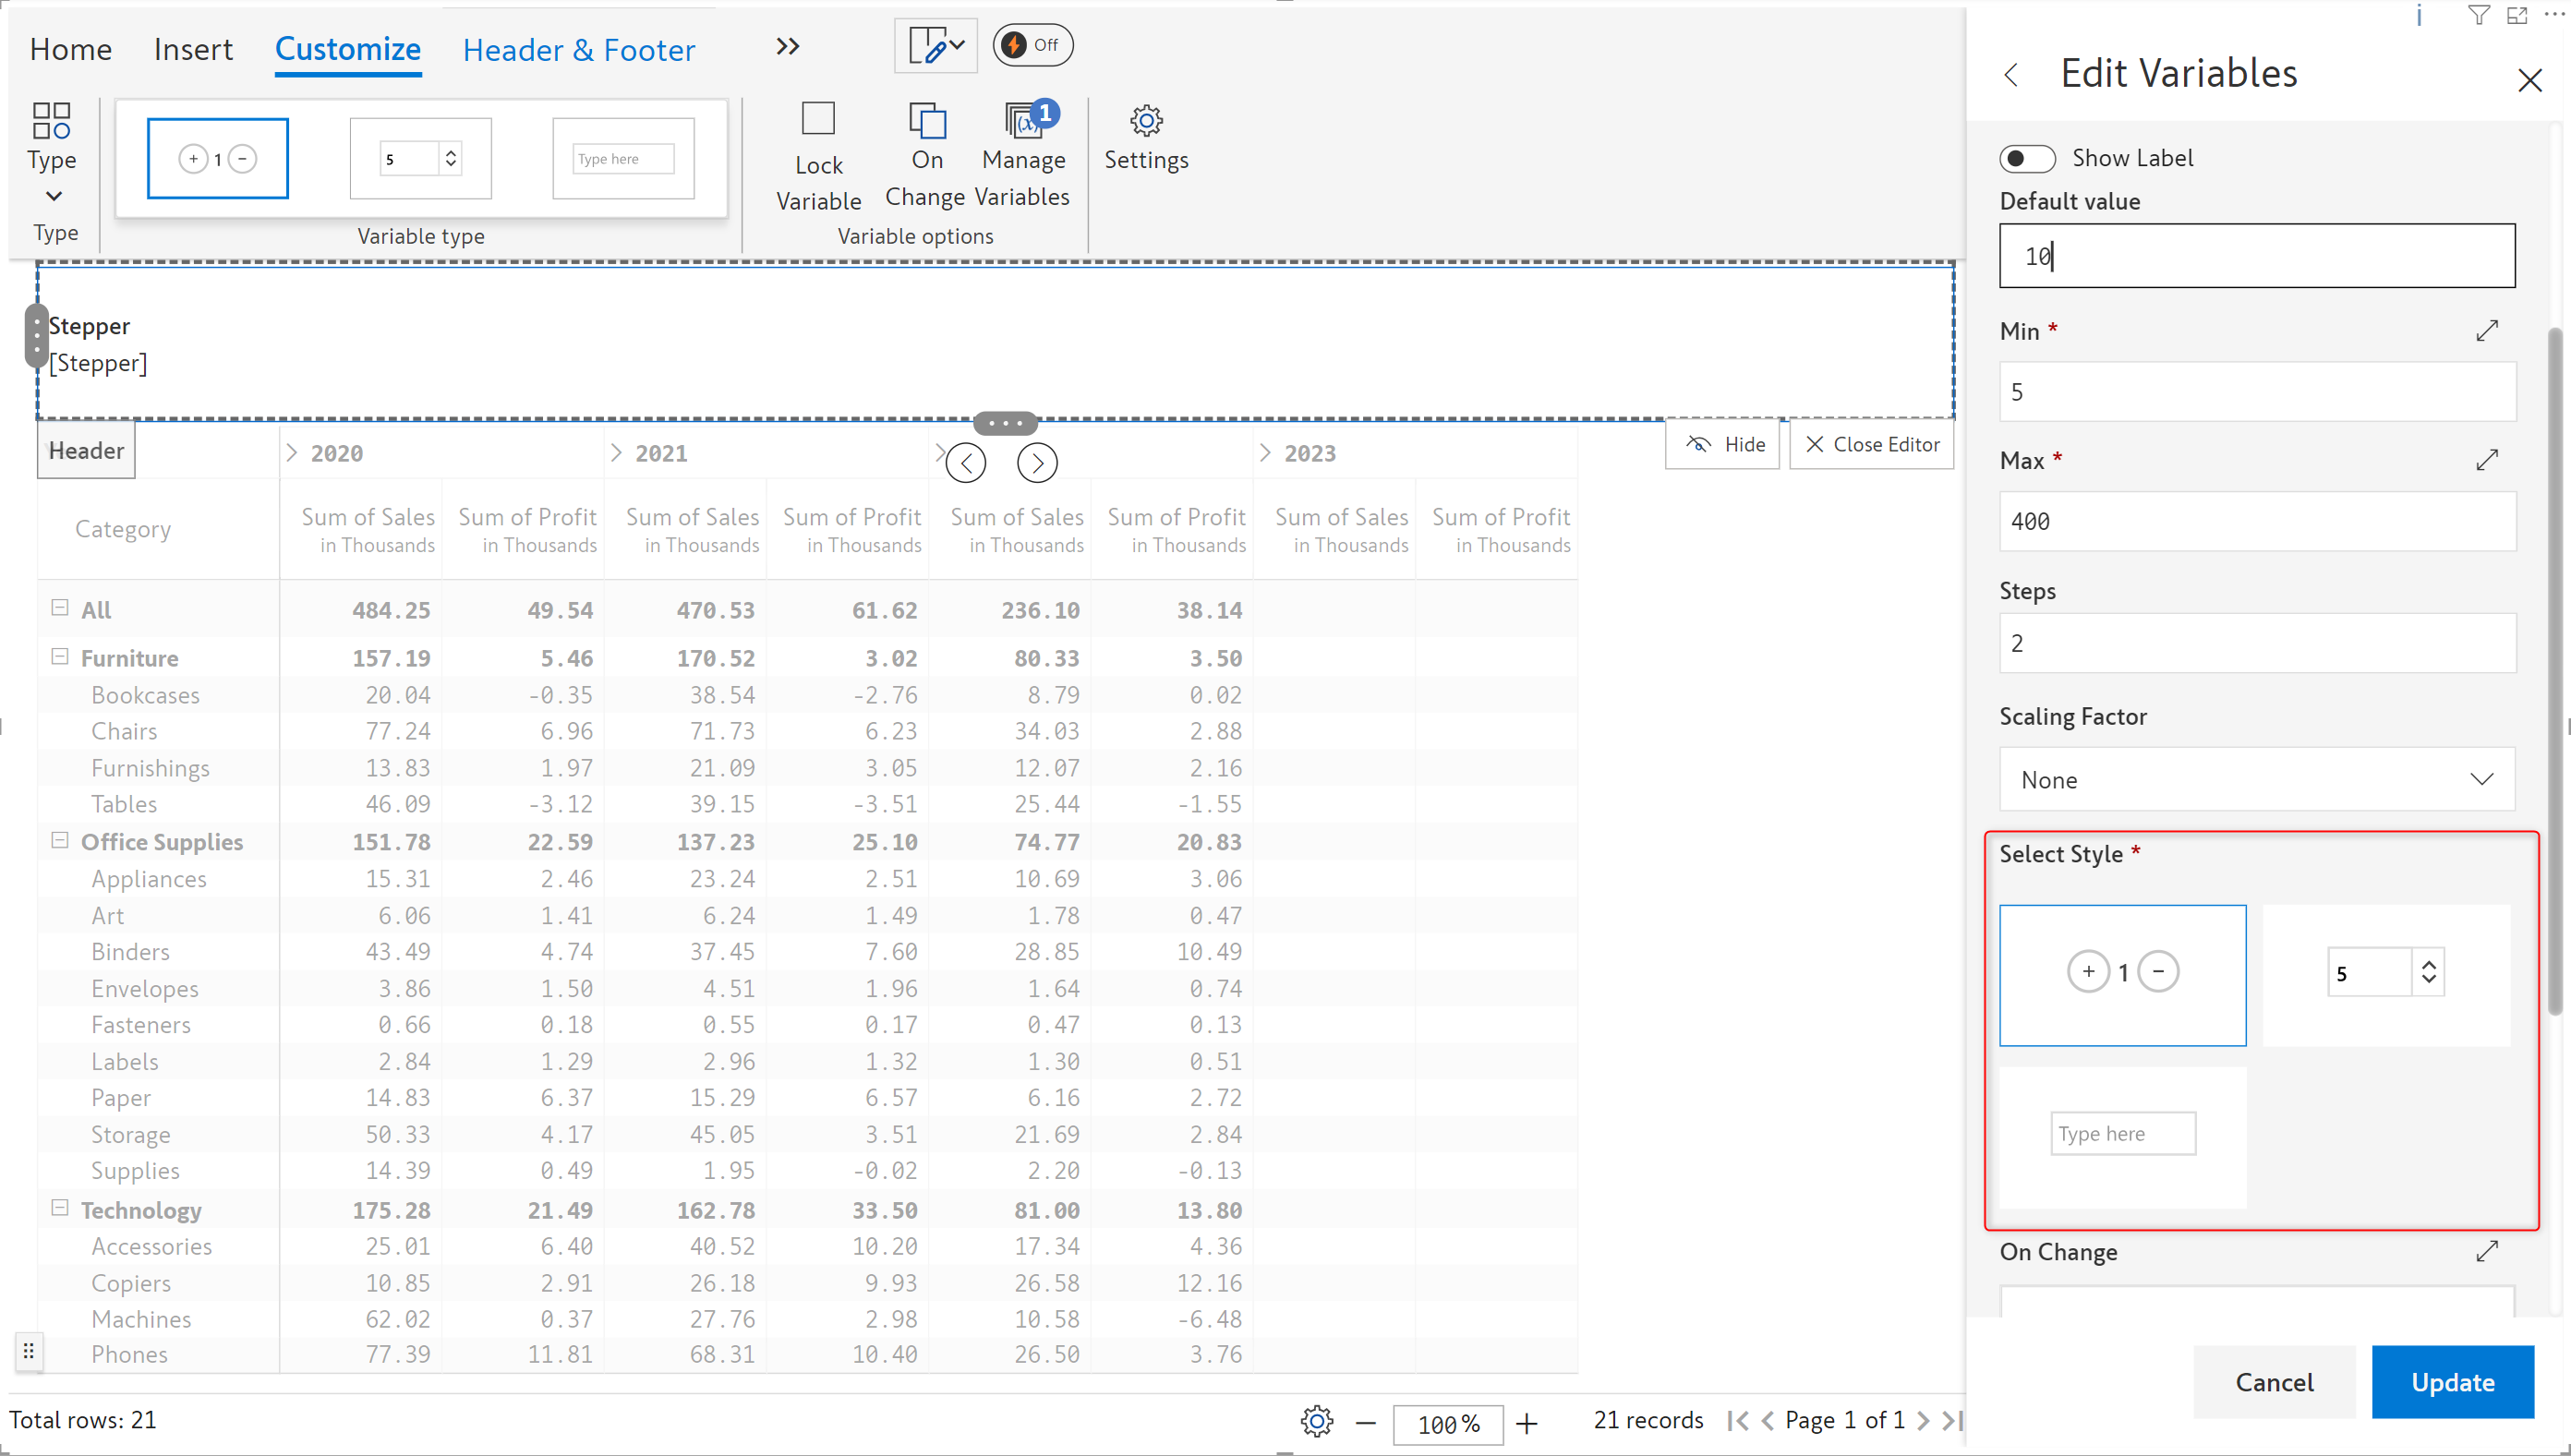 Home Insert Customize Header & Footer Off
+ 1 − 5 Type here
Type Lock Variable On Change Manage Variables 1 Settings
Type Variable type Variable options
Stepper
[Stepper]
Header 2020 2021 2023 Hide Close Editor
Category Sum of Sales in Thousands Sum of Profit in Thousands Sum of Sales in Thousands Sum of Profit in Thousands Sum of Sales in Thousands Sum of Profit in Thousands Sum of Sales in Thousands Sum of Profit in Thousands
All 484.25 49.54 470.53 61.62 236.10 38.14
Furniture 157.19 5.46 170.52 3.02 80.33 3.50
Bookcases 20.04 -0.35 38.54 -2.76 8.79 0.02
Chairs 77.24 6.96 71.73 6.23 34.03 2.88
Furnishings 13.83 1.97 21.09 3.05 12.07 2.16
Tables 46.09 -3.12 39.15 -3.51 25.44 -1.55
Office Supplies 151.78 22.59 137.23 25.10 74.77 20.83
Appliances 15.31 2.46 23.24 2.51 10.69 3.06
Art 6.06 1.41 6.24 1.49 1.78 0.47
Binders 43.49 4.74 37.45 7.60 28.85 10.49
Envelopes 3.86 1.50 4.51 1.96 1.64 0.74
Fasteners 0.66 0.18 0.55 0.17 0.47 0.13
Labels 2.84 1.29 2.96 1.32 1.30 0.51
Paper 14.83 6.37 15.29 6.57 6.16 2.72
Storage 50.33 4.17 45.05 3.51 21.69 2.84
Supplies 14.39 0.49 1.95 -0.02 2.20 -0.13
Technology 175.28 21.49 162.78 33.50 81.00 13.80
Accessories 25.01 6.40 40.52 10.20 17.34 4.36
Copiers 10.85 2.91 26.18 9.93 26.58 12.16
Machines 62.02 0.37 27.76 2.98 10.58 -6.48
Phones 77.39 11.81 68.31 10.40 26.50 3.76
Total rows: 21 100% 21 records Page 1 of 1
Edit Variables
Show Label
Default value
10
Min *
5
Max *
400
Steps
2
Scaling Factor
None
Select Style *
+ 1 − 5
Type here
On Change
Cancel Update